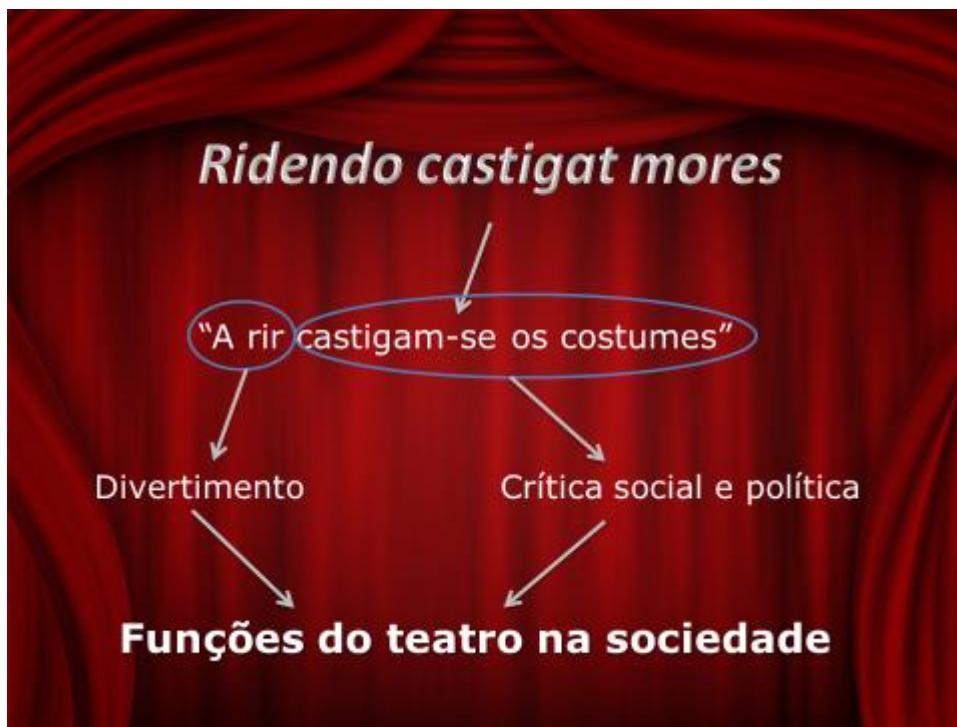 Ridendo castigat mores
“A rir castigam-se os costumes”
Divertimento
Crítica social e política
Funções do teatro na sociedade